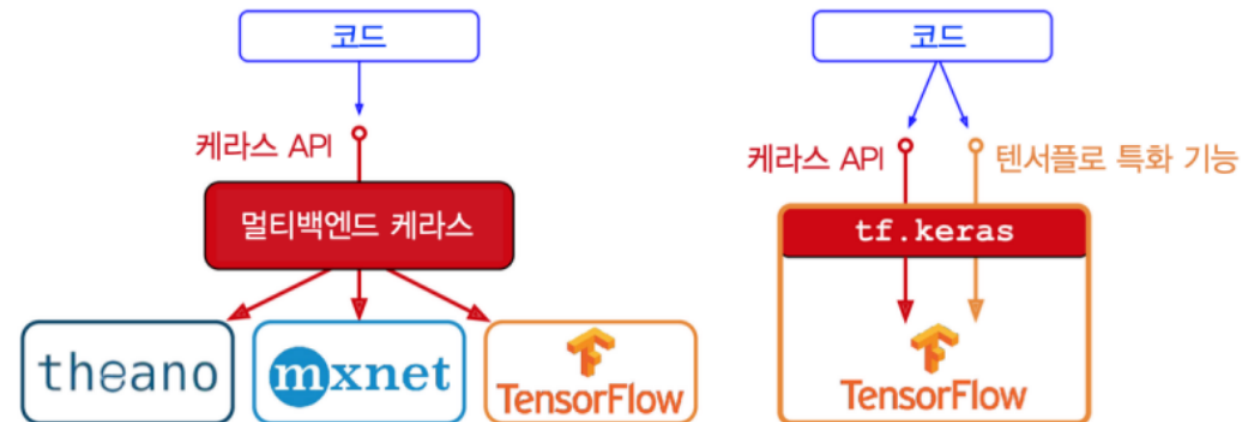 코드
케라스 API
멀티백엔드 케라스
theano
mxnet
TensorFlow
코드
케라스 API
텐서플로 특화 기능
tf.keras
TensorFlow